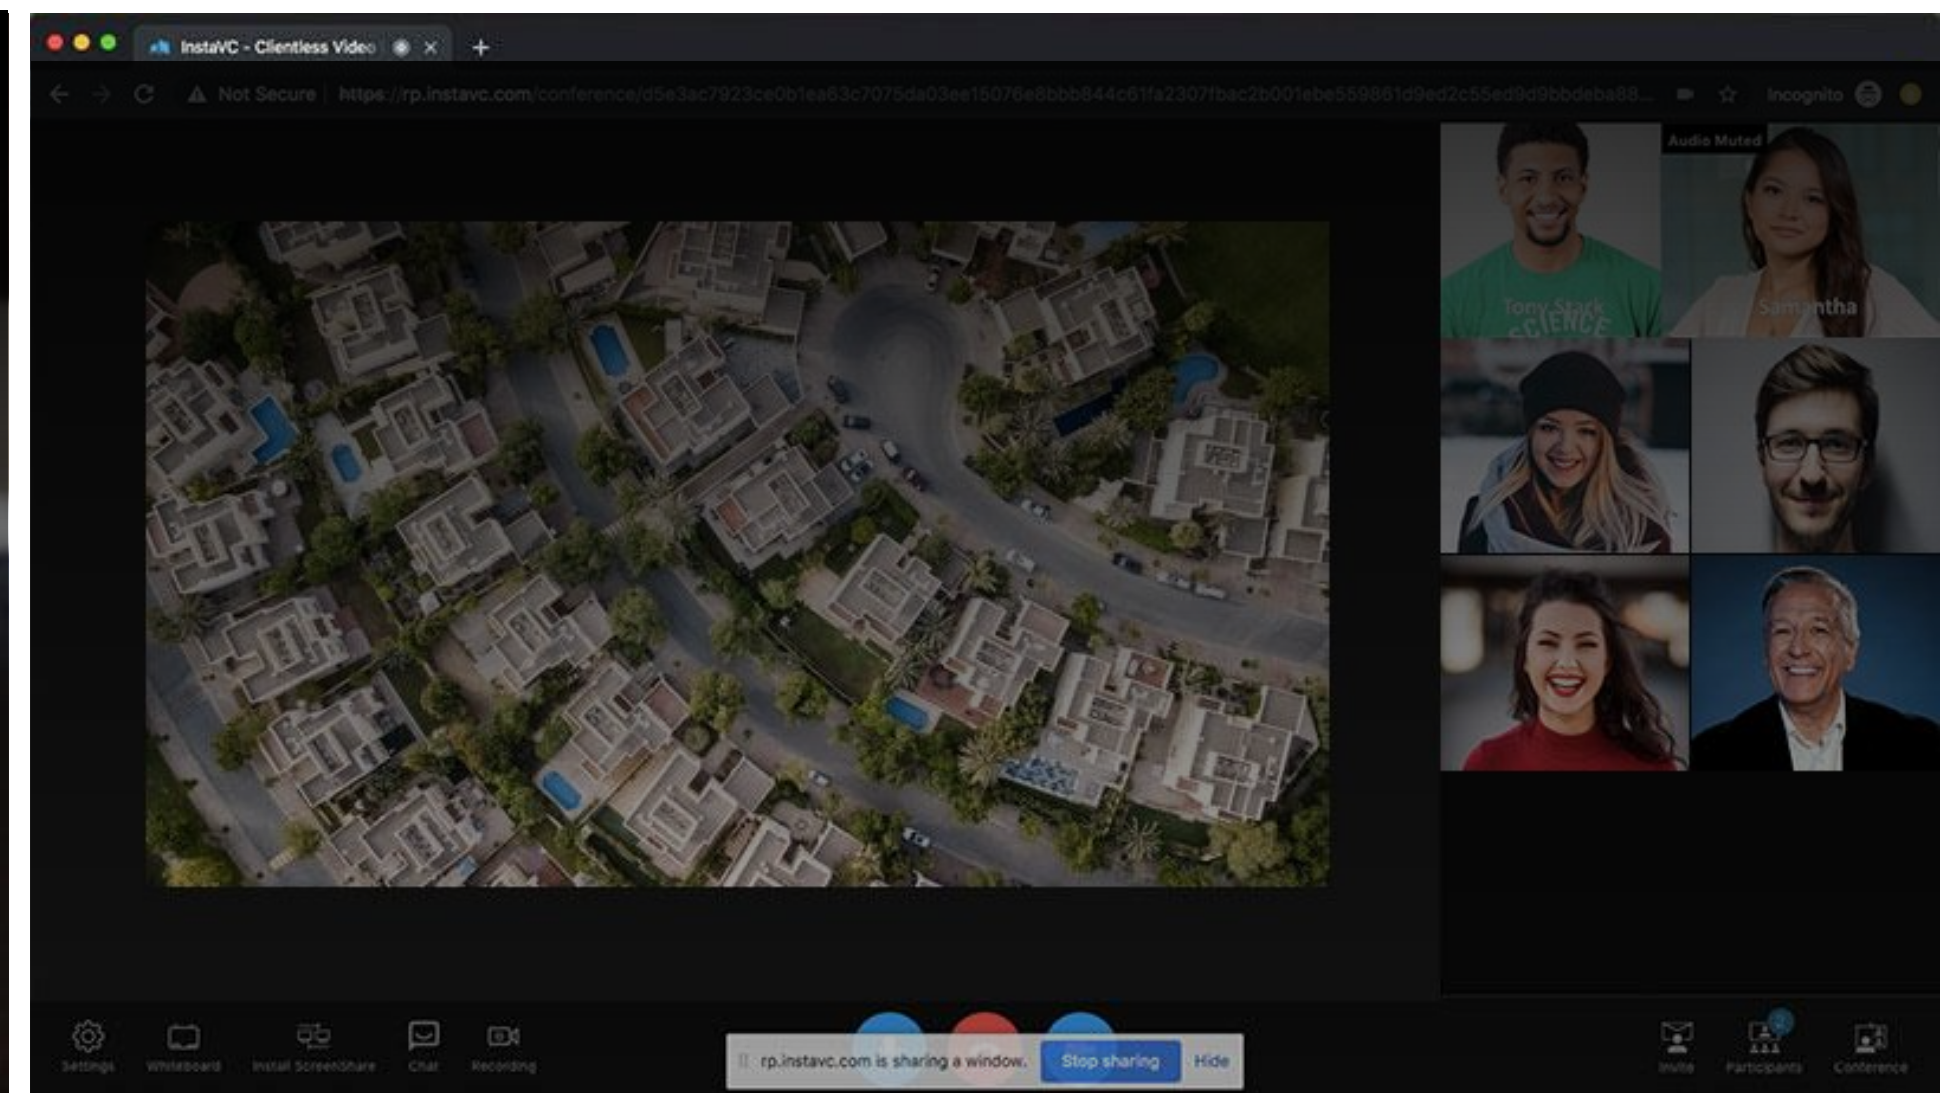 InstaVC - Clientless Video
Not Secure
https://rp.instavc.com/conference/d5e3ac7923ce0b1ea63c7075da03ee15076e8bbb844c61fa2307fbac2b001ebe559861d9ed2c55ed9d9bbdeba88...
Incognito
Audio Muted
Tony Stark
SCIENCE
Samantha
Settings
Whiteboard
Install ScreenShare
Chat
Recording
rp.instavc.com is sharing a window.
Stop sharing
Hide
Invite
Participants
Conference